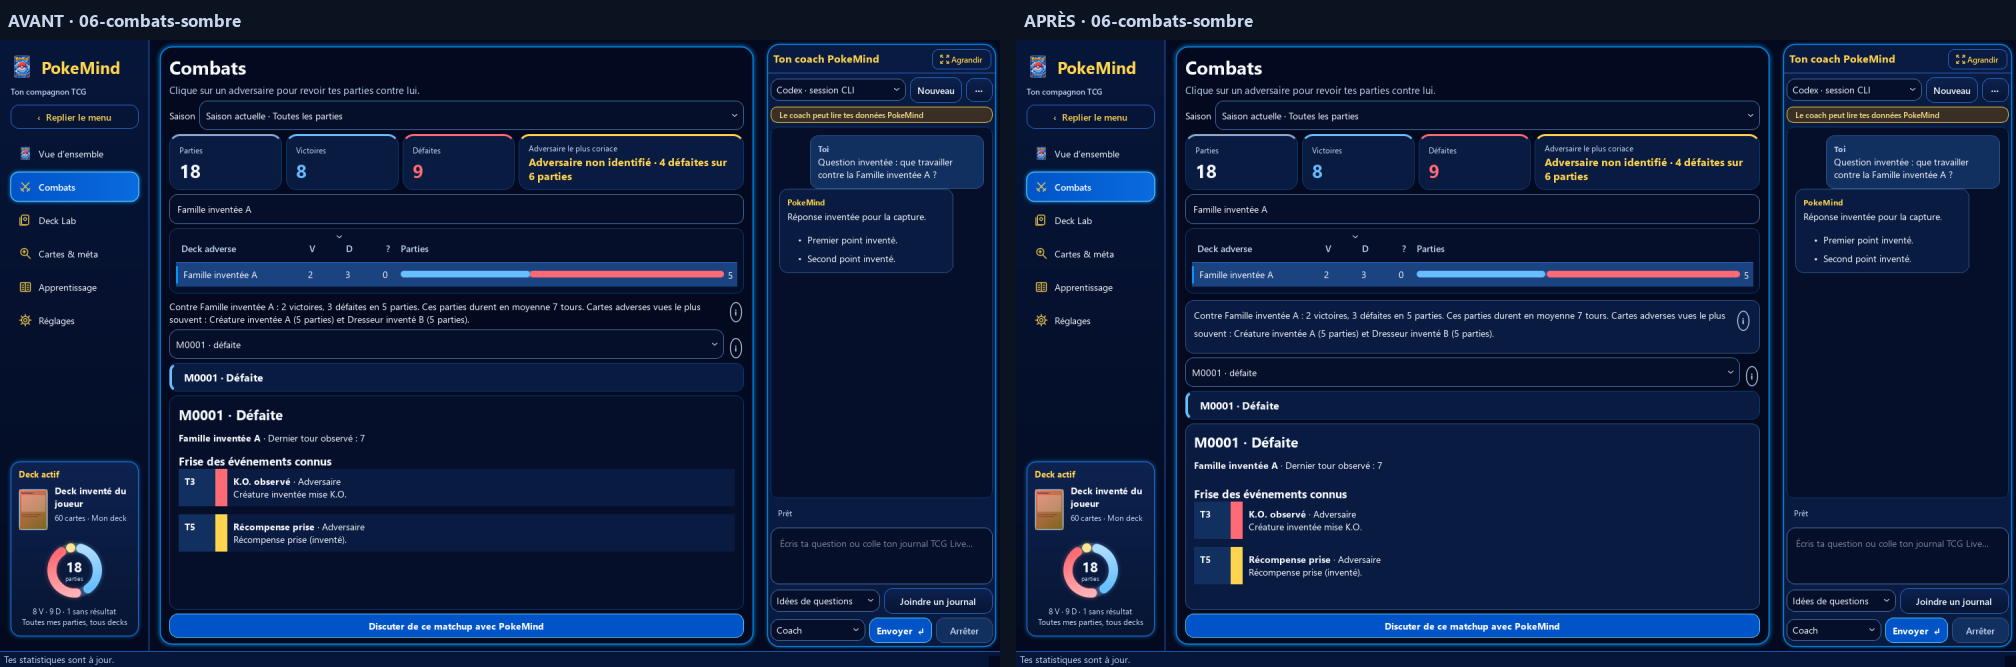 AVANT · 06-combats-sombre
PokeMind
Ton compagnon TCG
‹ Replier le menu
Vue d'ensemble
Combats
Deck Lab
Cartes & méta
Apprentissage
Réglages
Deck actif
Deck inventé du
joueur
60 cartes · Mon deck
18
parties
8 V · 9 D · 1 sans résultat
Toutes mes parties, tous decks
Combats
Clique sur un adversaire pour revoir tes parties contre lui.
Saison
Saison actuelle · Toutes les parties
Parties
18
Victoires
8
Défaites
9
Adversaire le plus coriace
Adversaire non identifié · 4 défaites sur
6 parties
Famille inventée A
Deck adverse V D ? Parties
Famille inventée A 2 3 0 5
Contre Famille inventée A : 2 victoires, 3 défaites en 5 parties. Ces parties durent en moyenne 7 tours. Cartes adverses vues le plus
souvent : Créature inventée A (5 parties) et Dresseur inventé B (5 parties).
i
M0001 · défaite
i
M0001 · Défaite
M0001 · Défaite
Famille inventée A · Dernier tour observé : 7
Frise des événements connus
T3 K.O. observé · Adversaire
Créature inventée mise K.O.
T5 Récompense prise · Adversaire
Récompense prise (inventé).
Discuter de ce matchup avec PokeMind
Ton coach PokeMind
Agrandir
Codex · session CLI
Nouveau
...
Le coach peut lire tes données PokeMind
Toi
Question inventée : que travailler
contre la Famille inventée A ?
PokeMind
Réponse inventée pour la capture.
• Premier point inventé.
• Second point inventé.
Prêt
Écris ta question ou colle ton journal TCG Live...
Idées de questions
Joindre un journal
Coach
Envoyer ↲
Arrêter
Tes statistiques sont à jour.
APRÈS · 06-combats-sombre
PokeMind
Ton compagnon TCG
‹ Replier le menu
Vue d'ensemble
Combats
Deck Lab
Cartes & méta
Apprentissage
Réglages
Deck actif
Deck inventé du
joueur
60 cartes · Mon deck
18
parties
8 V · 9 D · 1 sans résultat
Toutes mes parties, tous decks
Combats
Clique sur un adversaire pour revoir tes parties contre lui.
Saison
Saison actuelle · Toutes les parties
Parties
18
Victoires
8
Défaites
9
Adversaire le plus coriace
Adversaire non identifié · 4 défaites sur
6 parties
Famille inventée A
Deck adverse V D ? Parties
Famille inventée A 2 3 0 5
Contre Famille inventée A : 2 victoires, 3 défaites en 5 parties. Ces parties durent en moyenne 7 tours. Cartes adverses vues le plus
souvent : Créature inventée A (5 parties) et Dresseur inventé B (5 parties).
i
M0001 · défaite
i
M0001 · Défaite
M0001 · Défaite
Famille inventée A · Dernier tour observé : 7
Frise des événements connus
T3 K.O. observé · Adversaire
Créature inventée mise K.O.
T5 Récompense prise · Adversaire
Récompense prise (inventé).
Discuter de ce matchup avec PokeMind
Ton coach PokeMind
Agrandir
Codex · session CLI
Nouveau
...
Le coach peut lire tes données PokeMind
Toi
Question inventée : que travailler
contre la Famille inventée A ?
PokeMind
Réponse inventée pour la capture.
• Premier point inventé.
• Second point inventé.
Prêt
Écris ta question ou colle ton journal TCG Live...
Idées de questions
Joindre un journal
Coach
Envoyer ↲
Arrêter
Tes statistiques sont à jour.